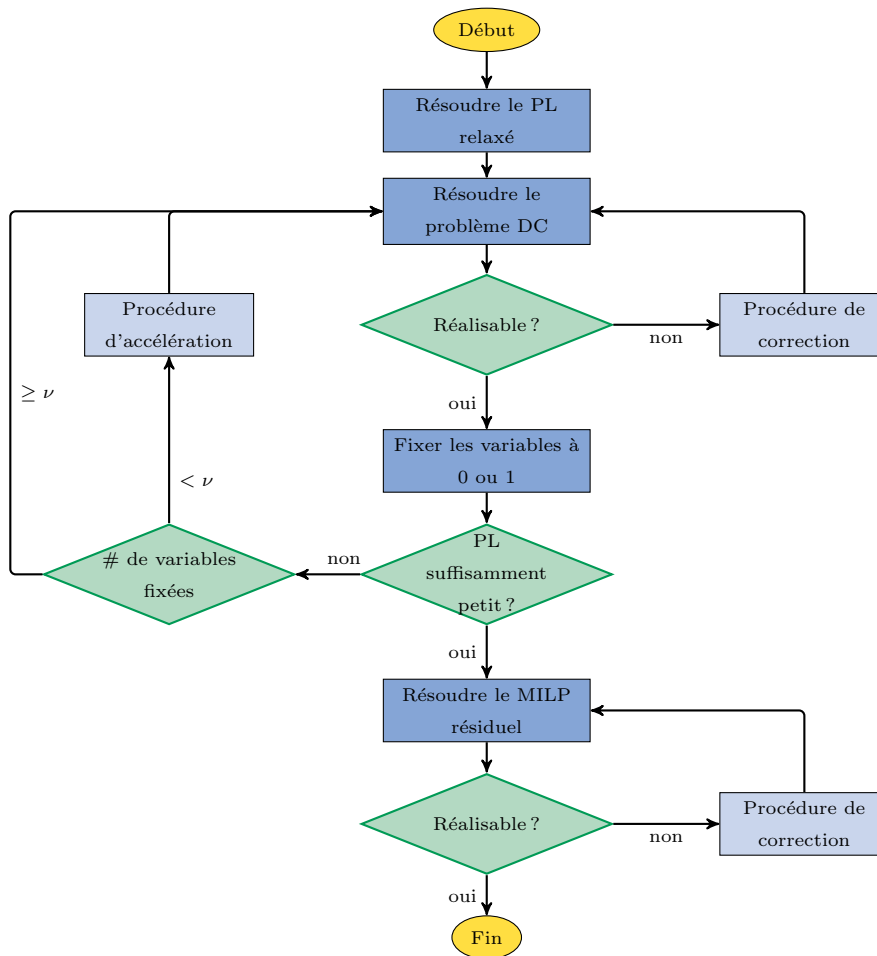 Début
Résoudre le PL
relaxé
Résoudre le
problème DC
Procédure
d'accélération
Réalisable ?
non
Procédure de
correction
≥ ν
oui
Fixer les variables à
0 ou 1
< ν
# de variables
fixées
non
PL
suffisamment
petit ?
oui
Résoudre le MILP
résiduel
Réalisable ?
non
Procédure de
correction
oui
Fin